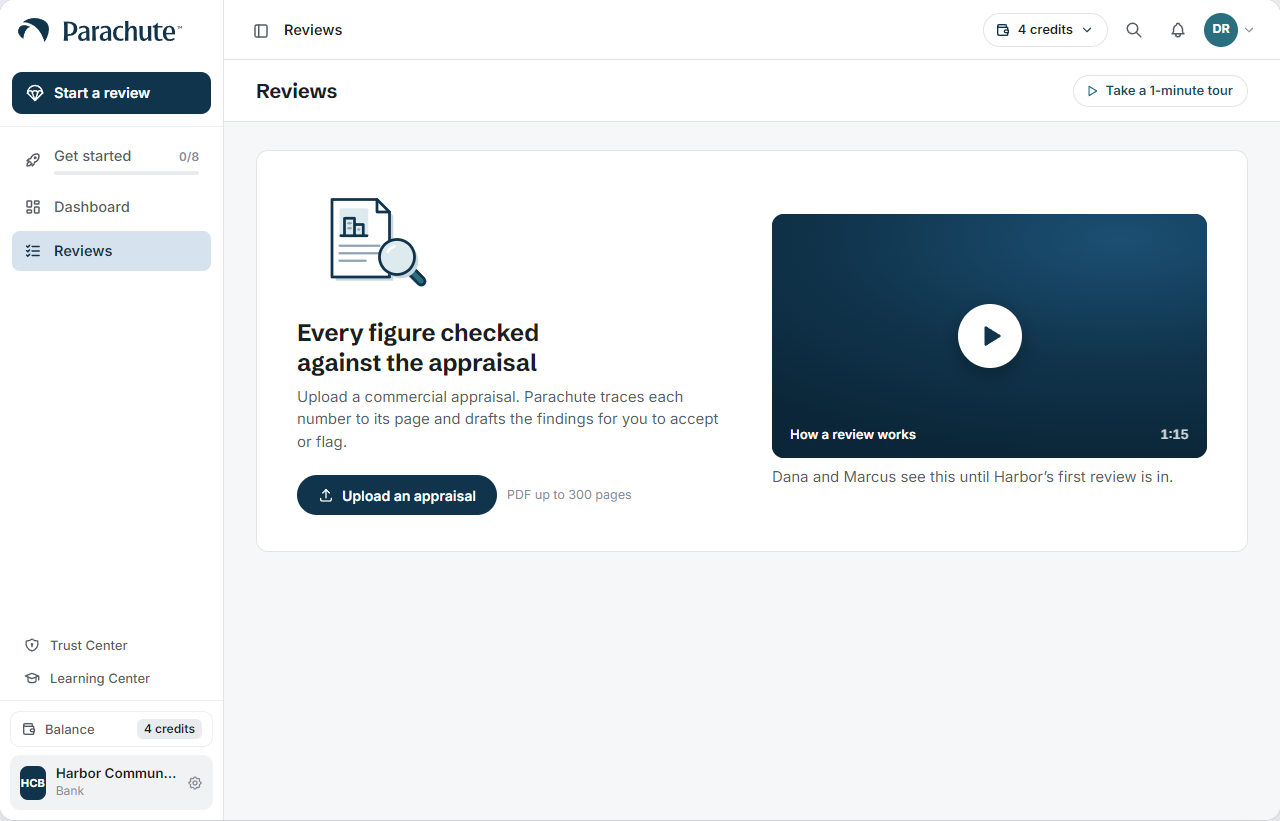 Parachute™
Start a review
Get started 0/8
Dashboard
Reviews
Trust Center
Learning Center
Balance 4 credits
HCB
Harbor Commun...
Bank
Reviews
4 credits
DR
Reviews
Take a 1-minute tour
Every figure checked
against the appraisal
Upload a commercial appraisal. Parachute traces each
number to its page and drafts the findings for you to accept
or flag.
Upload an appraisal
PDF up to 300 pages
How a review works 1:15
Dana and Marcus see this until Harbor’s first review is in.